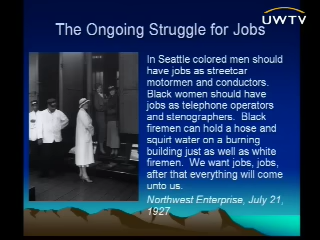 UWTV
The Ongoing Struggle for Jobs
In Seattle colored men should
have jobs as streetcar
motormen and conductors.
Black women should have
jobs as telephone operators
and stenographers.  Black
firemen can hold a hose and
squirt water on a burning
building just as well as white
firemen.  We want jobs, jobs,
after that everything will come
unto us.
Northwest Enterprise, July 21,
1927